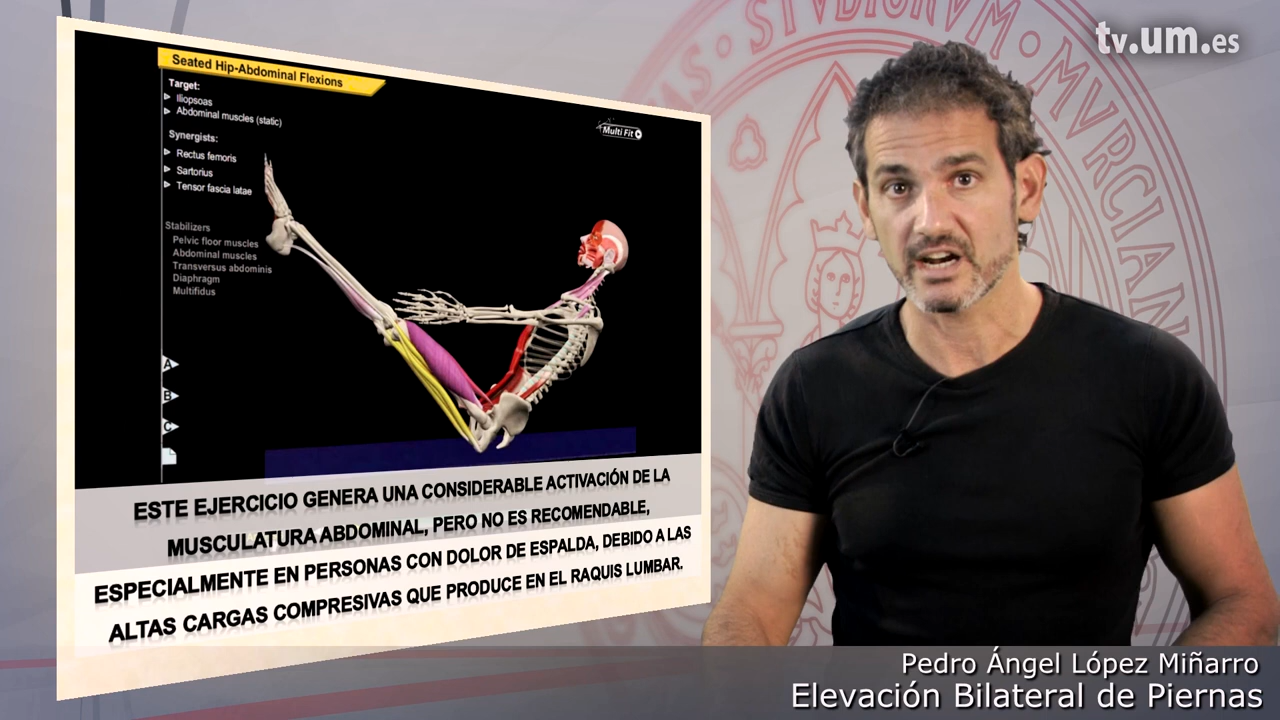 tv.um.es
STVDIORVM
MVRCIAN
Seated Hip-Abdominal Flexions
Target:
Iliopsoas
Abdominal muscles (static)
Synergists:
Rectus femoris
Sartorius
Tensor fascia latae
Stabilizers
Pelvic floor muscles
Abdominal muscles
Transversus abdominis
Diaphragm
Multifidus
A
B
C
Multi Fit
ESTE EJERCICIO GENERA UNA CONSIDERABLE ACTIVACIÓN DE LA
MUSCULATURA ABDOMINAL, PERO NO ES RECOMENDABLE,
ESPECIALMENTE EN PERSONAS CON DOLOR DE ESPALDA, DEBIDO A LAS
ALTAS CARGAS COMPRESIVAS QUE PRODUCE EN EL RAQUIS LUMBAR.
Pedro Ángel López Miñarro
Elevación Bilateral de Piernas